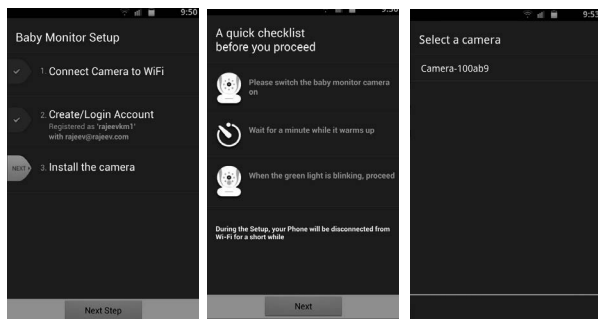 9:50
Baby Monitor Setup
1. Connect Camera to WiFi
2. Create/Login Account
Registered as 'rajeevkm1'
with rajeev@rajeev.com
NEXT
3. Install the camera
Next Step
A quick checklist
before you proceed
Please switch the baby monitor camera
on
Wait for a minute while it warms up
When the green light is blinking, proceed
During the Setup, your Phone will be disconnected from
Wi-Fi for a short while
Next
9:53
Select a camera
Camera-100ab9